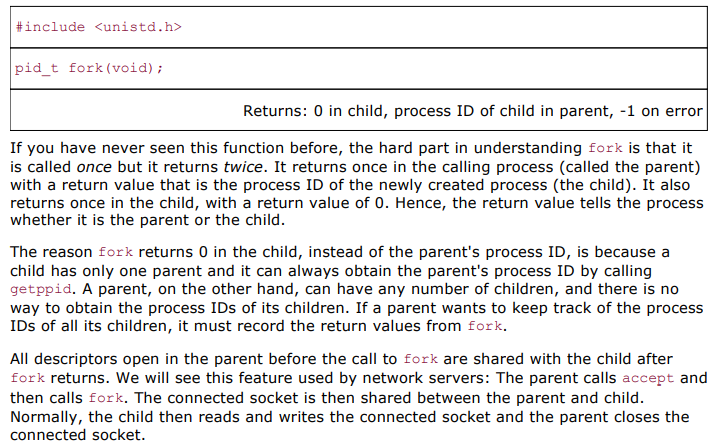 #include <unistd.h>
pid_t fork(void);
Returns: 0 in child, process ID of child in parent, -1 on error
If you have never seen this function before, the hard part in understanding fork is that it
is called once but it returns twice. It returns once in the calling process (called the parent)
with a return value that is the process ID of the newly created process (the child). It also
returns once in the child, with a return value of 0. Hence, the return value tells the process
whether it is the parent or the child.
The reason fork returns 0 in the child, instead of the parent's process ID, is because a
child has only one parent and it can always obtain the parent's process ID by calling
getppid. A parent, on the other hand, can have any number of children, and there is no
way to obtain the process IDs of its children. If a parent wants to keep track of the process
IDs of all its children, it must record the return values from fork.
All descriptors open in the parent before the call to fork are shared with the child after
fork returns. We will see this feature used by network servers: The parent calls accept and
then calls fork. The connected socket is then shared between the parent and child.
Normally, the child then reads and writes the connected socket and the parent closes the
connected socket.